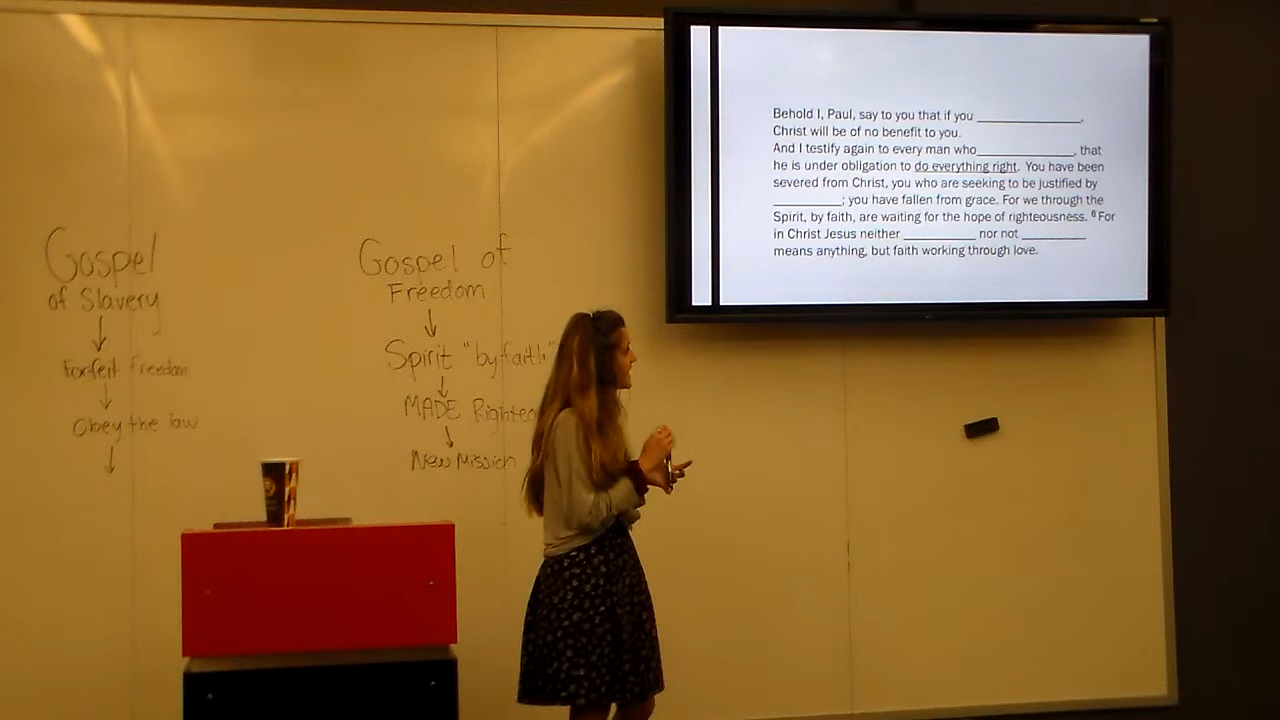 Gospel
of Slavery
↓
Forfeit freedom
↓
Obey the law
↓
Gospel of
Freedom
↓
Spirit "by faith"
↓
MADE
↓
New Mission
Behold I, Paul, say to you that if you ________________,
Christ will be of no benefit to you.
And I testify again to every man who_______________, that
he is under obligation to do everything right. You have been
severed from Christ, you who are seeking to be justified by
__________; you have fallen from grace. For we through the
Spirit, by faith, are waiting for the hope of righteousness. ⁶ For
in Christ Jesus neither ___________ nor not __________
means anything, but faith working through love.